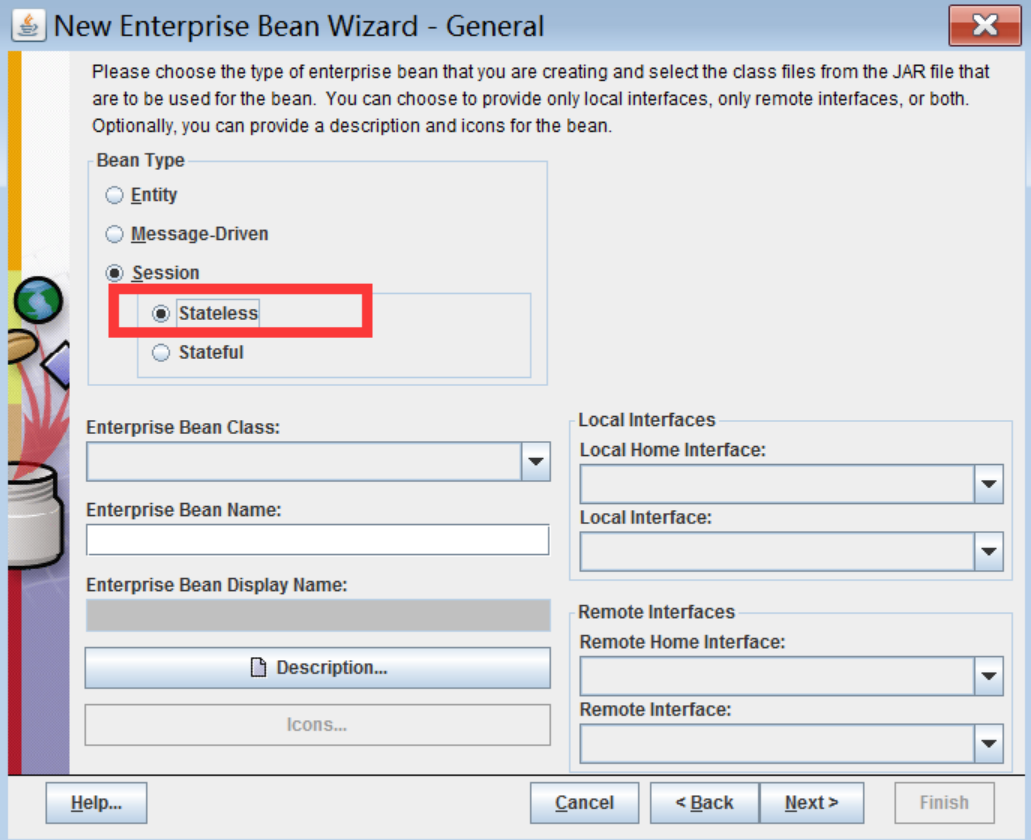 New Enterprise Bean Wizard - General
Please choose the type of enterprise bean that you are creating and select the class files from the JAR file that
are to be used for the bean. You can choose to provide only local interfaces, only remote interfaces, or both.
Optionally, you can provide a description and icons for the bean.
Bean Type
Entity
Message-Driven
Session
Stateless
Stateful
Enterprise Bean Class:
Enterprise Bean Name:
Enterprise Bean Display Name:
Description...
Icons...
Local Interfaces
Local Home Interface:
Local Interface:
Remote Interfaces
Remote Home Interface:
Remote Interface:
Help...
Cancel
< Back
Next >
Finish